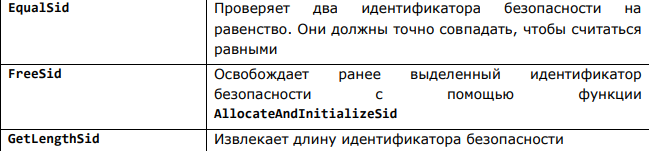 EqualSid
Проверяет два идентификатора безопасности на
равенство. Они должны точно совпадать, чтобы считаться
равными
FreeSid
Освобождает ранее выделенный идентификатор
безопасности с помощью функции
AllocateAndInitializeSid
GetLengthSid
Извлекает длину идентификатора безопасности